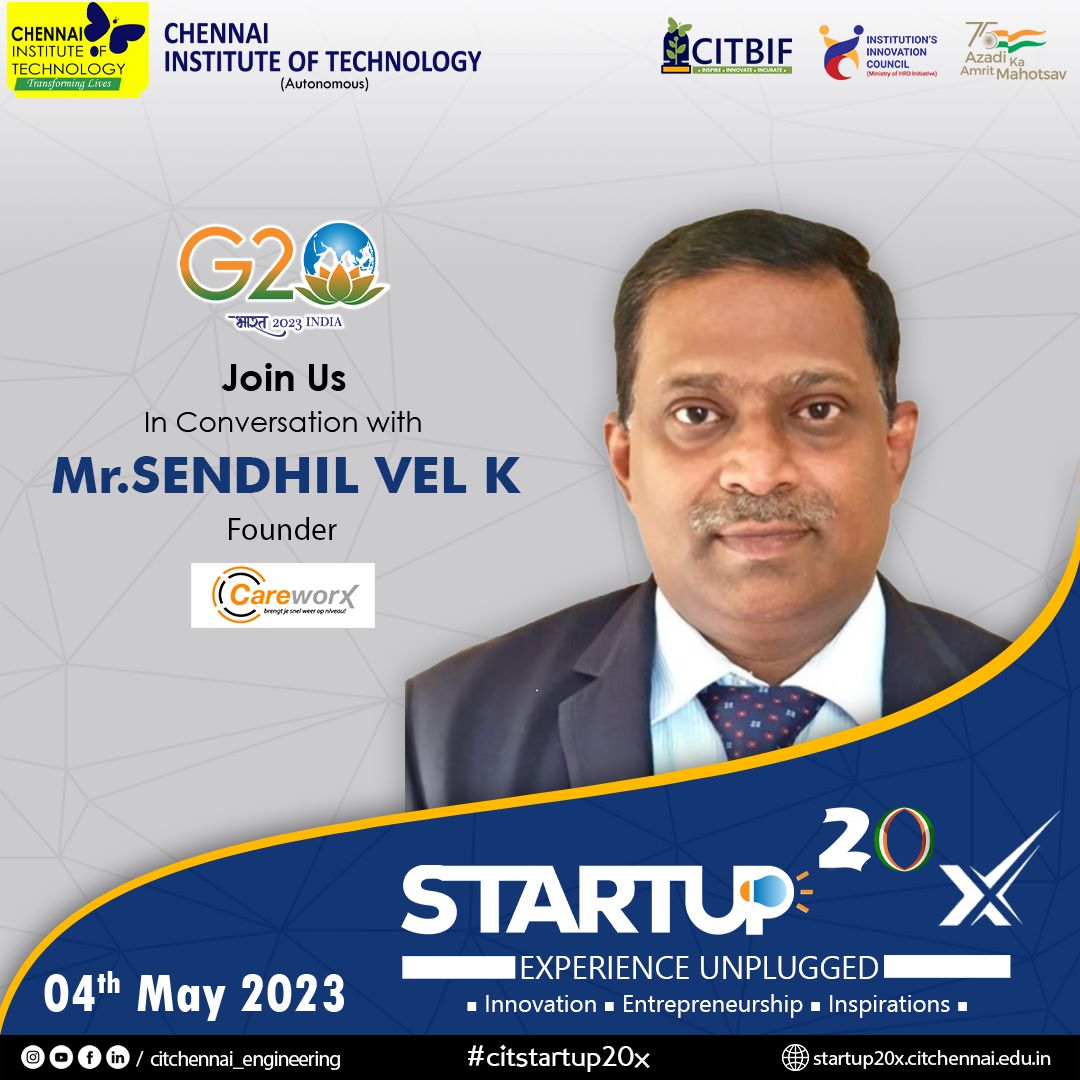 CHENNAI
INSTITUTE OF
TECHNOLOGY
Transforming Lives
CHENNAI
INSTITUTE OF TECHNOLOGY
(Autonomous)
CITBIF
• INSPIRE • INNOVATE • INCUBATE •
INSTITUTION'S
INNOVATION
COUNCIL
(Ministry of HRD Initiative)
75
Azadi Ka
Amrit Mahotsav
G20
भारत 2023 INDIA
Join Us
In Conversation with
Mr.SENDHIL VEL K
Founder
Careworx
brengt je snel weer op niveau!
STARTUP 20 X
EXPERIENCE UNPLUGGED
▪ Innovation ▪ Entrepreneurship ▪ Inspirations ▪
04th May 2023
/ citchennai_engineering
#citstartup20x
startup20x.citchennai.edu.in